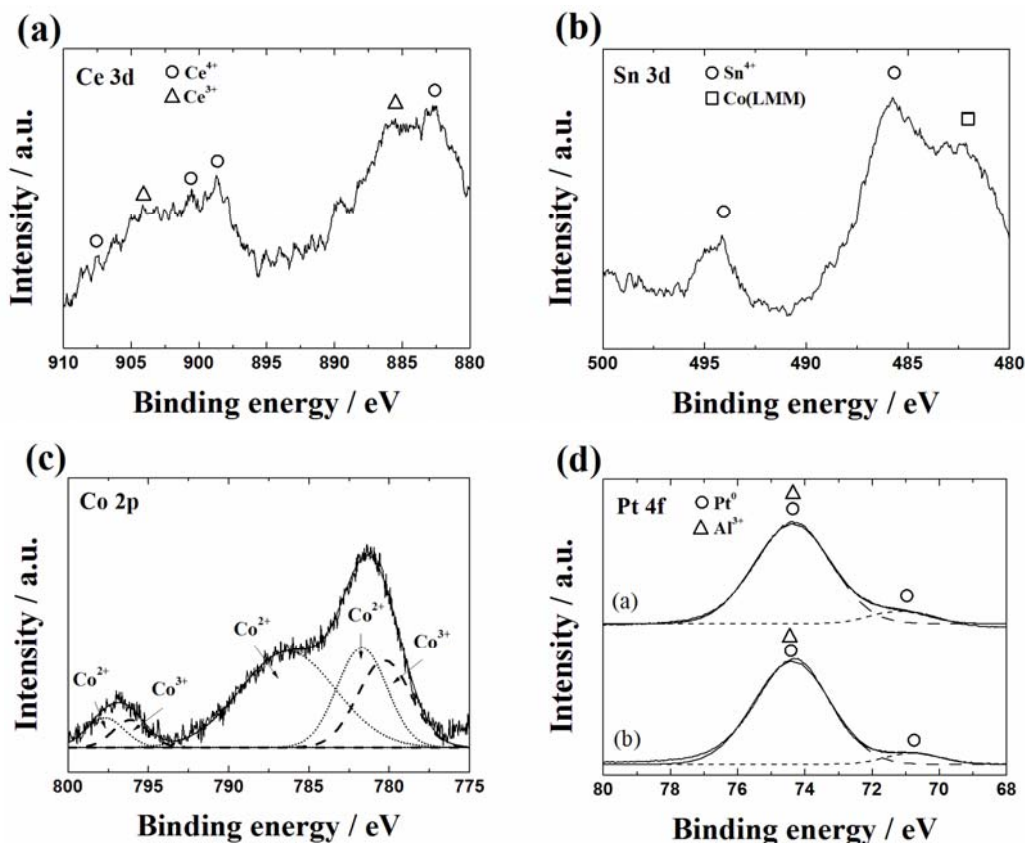 (a)
Ce 3d
○ Ce⁴⁺
△ Ce³⁺
Intensity / a.u.
910 905 900 895 890 885 880
Binding energy / eV
(b)
Sn 3d
○ Sn⁴⁺
□ Co(LMM)
Intensity / a.u.
500 495 490 485 480
Binding energy / eV
(c)
Co 2p
Co²⁺
Co³⁺
Co²⁺
Co²⁺
Co³⁺
Intensity / a.u.
800 795 790 785 780 775
Binding energy / eV
(d)
Pt 4f
○ Pt⁰
△ Al³⁺
(a)
(b)
Intensity / a.u.
80 78 76 74 72 70 68
Binding energy / eV